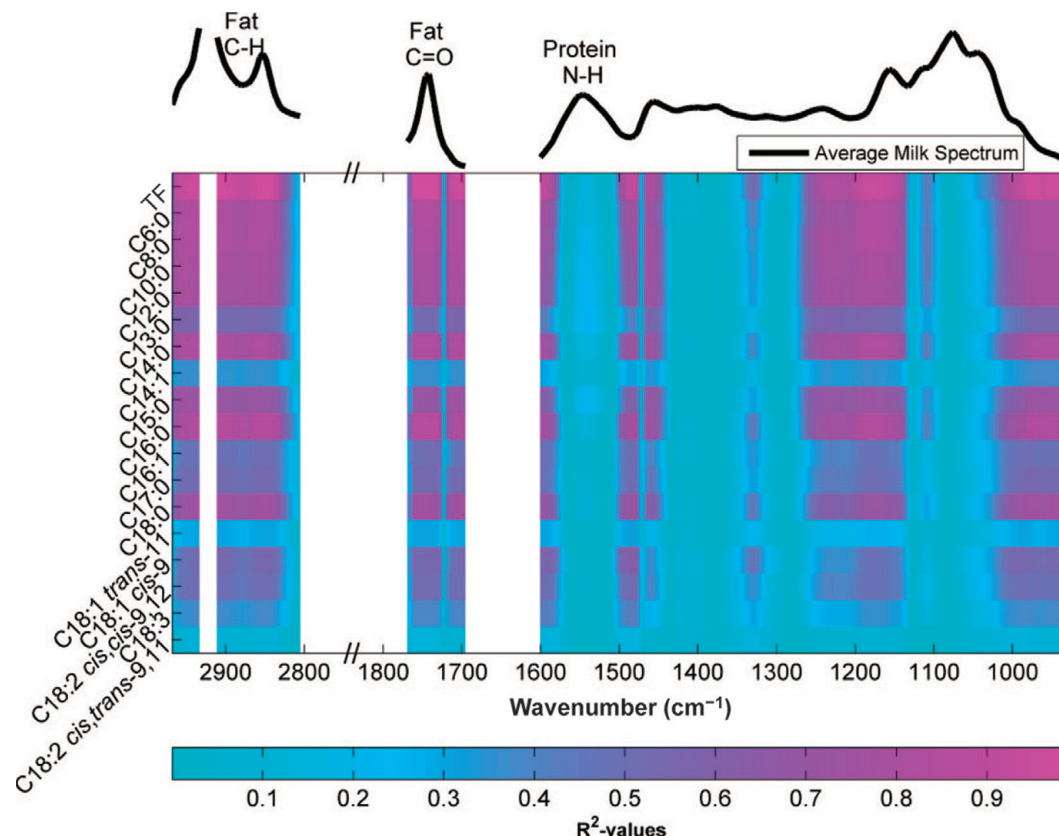 Fat
C-H
Fat
C=O
Protein
N-H
Average Milk Spectrum
TF
C6:0
C8:0
C10:0
C12:0
C13:0
C14:0
C14:1
C15:0
C16:0
C16:1
C17:0
C18:0
C18:1 trans-11
C18:1 cis-9
C18:2 cis,cis-9,12
C18:3
C18:2 cis,trans-9,11
2900 2800 // 1800 1700 1600 1500 1400 1300 1200 1100 1000
Wavenumber (cm⁻¹)
0.1 0.2 0.3 0.4 0.5 0.6 0.7 0.8 0.9
R²-values